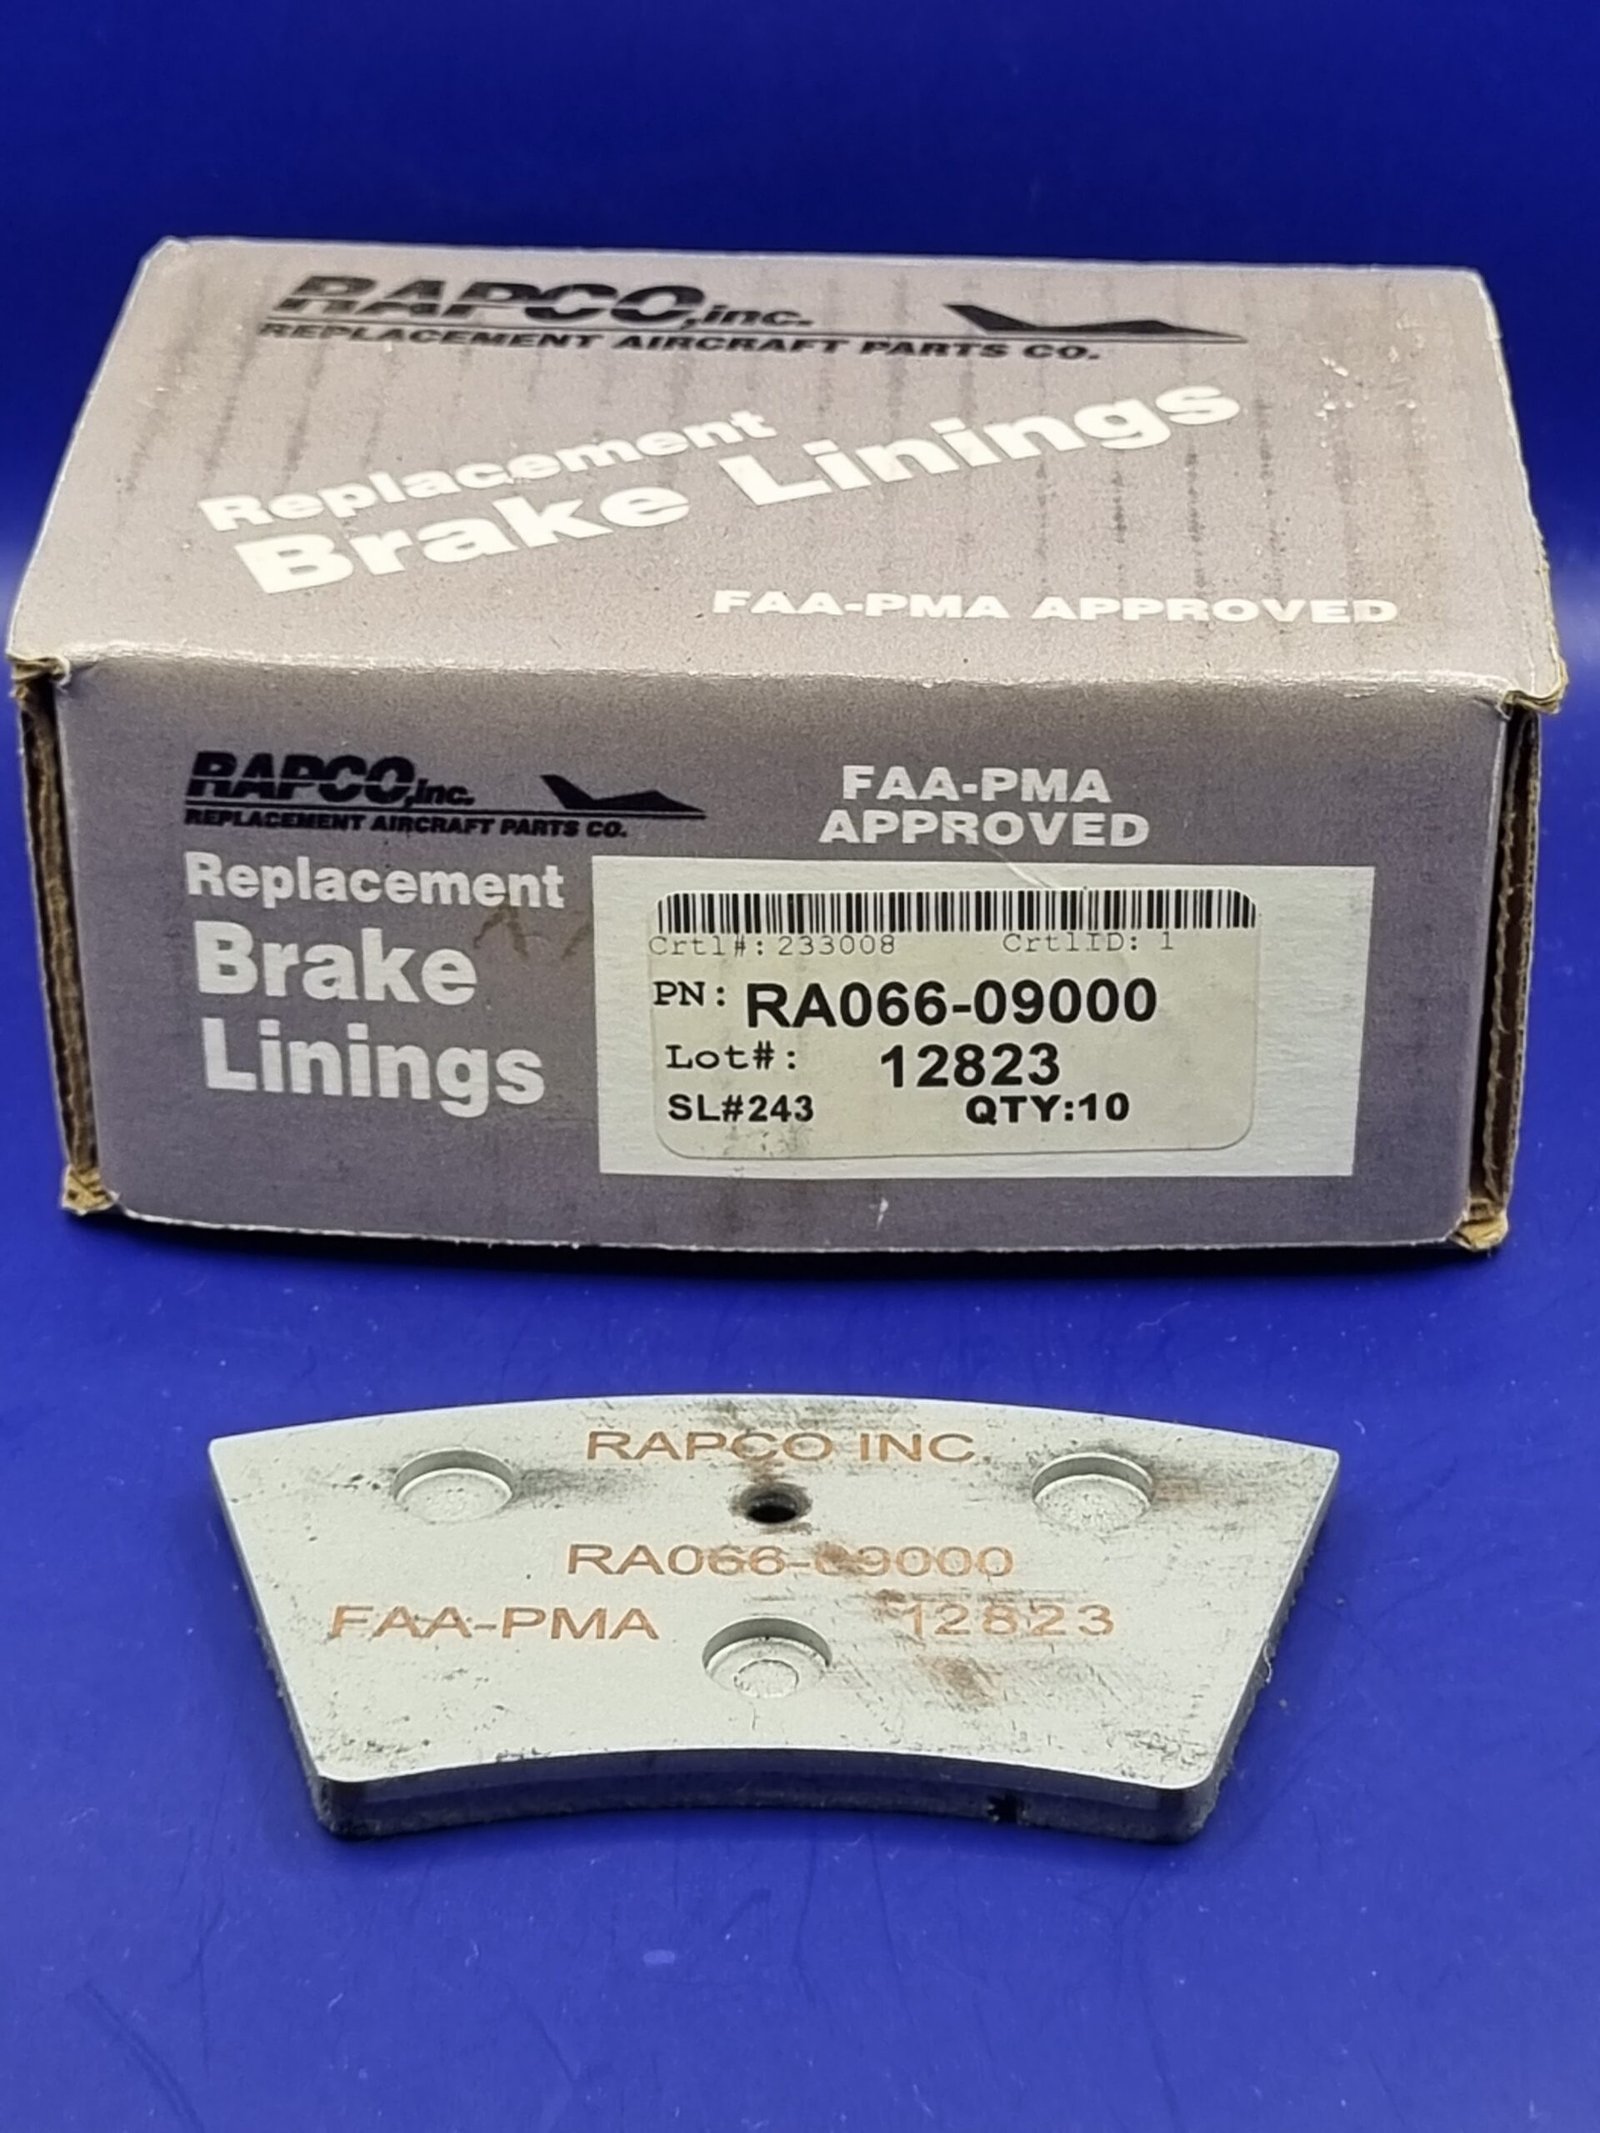 RAPCO, inc.
REPLACEMENT AIRCRAFT PARTS CO.
Replacement
Brake Linings
FAA-PMA APPROVED
RAPCO, inc.
REPLACEMENT AIRCRAFT PARTS CO.
Replacement
Brake
Linings
FAA-PMA
APPROVED
Crtl#: 233008 CrtlID: 1
PN: RA066-09000
Lot#: 12823
SL#243 QTY:10
RAPCO INC.
RA066-09000
FAA-PMA 12823